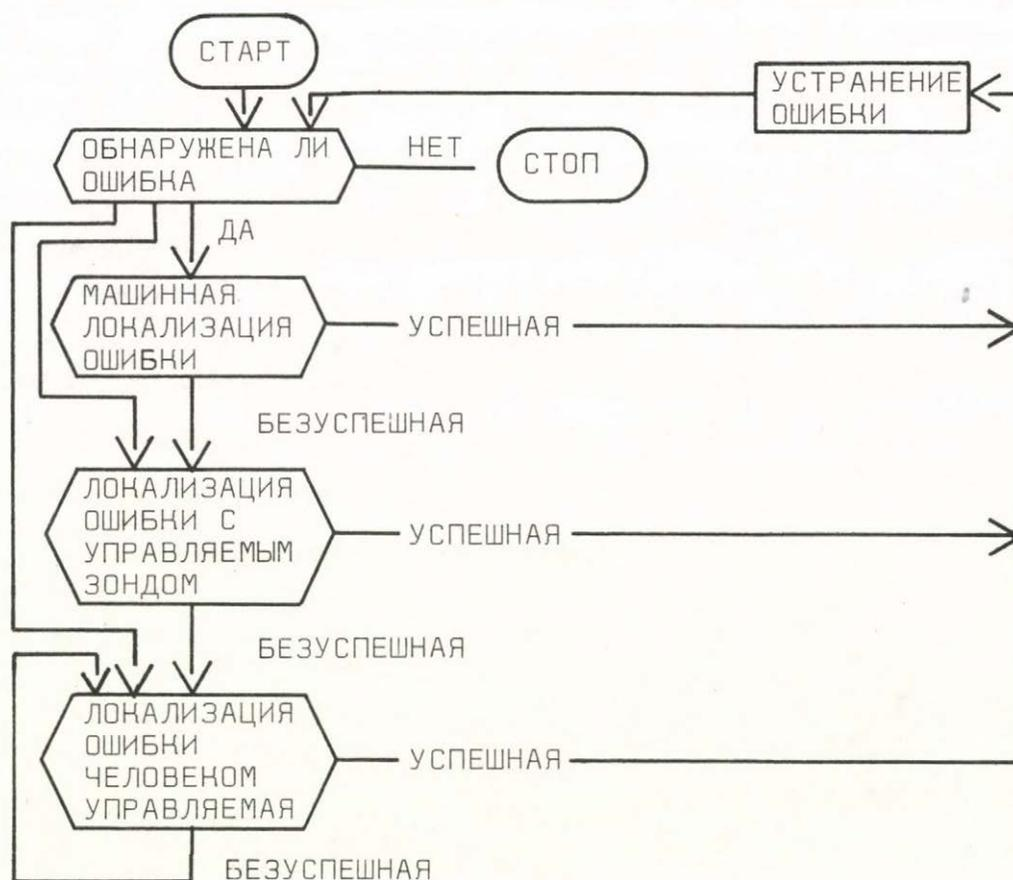 СТАРТ
УСТРАНЕНИЕ
ОШИБКИ
ОБНАРУЖЕНА ЛИ
ОШИБКА
НЕТ
СТОП
ДА
МАШИННАЯ
ЛОКАЛИЗАЦИЯ
ОШИБКИ
УСПЕШНАЯ
БЕЗУСПЕШНАЯ
ЛОКАЛИЗАЦИЯ
ОШИБКИ С
УПРАВЛЯЕМЫМ
ЗОНДОМ
УСПЕШНАЯ
БЕЗУСПЕШНАЯ
ЛОКАЛИЗАЦИЯ
ОШИБКИ
ЧЕЛОВЕКОМ
УПРАВЛЯЕМАЯ
УСПЕШНАЯ
БЕЗУСПЕШНАЯ